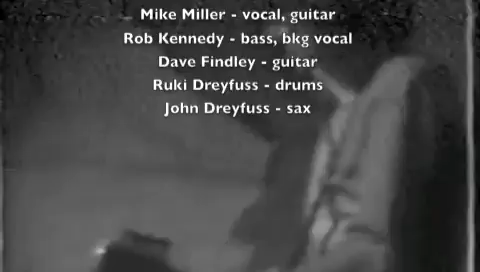 Mike Miller - vocal, guitar
Rob Kennedy - bass, bkg vocal
Dave Findley - guitar
Ruki Dreyfuss - drums
John Dreyfuss - sax